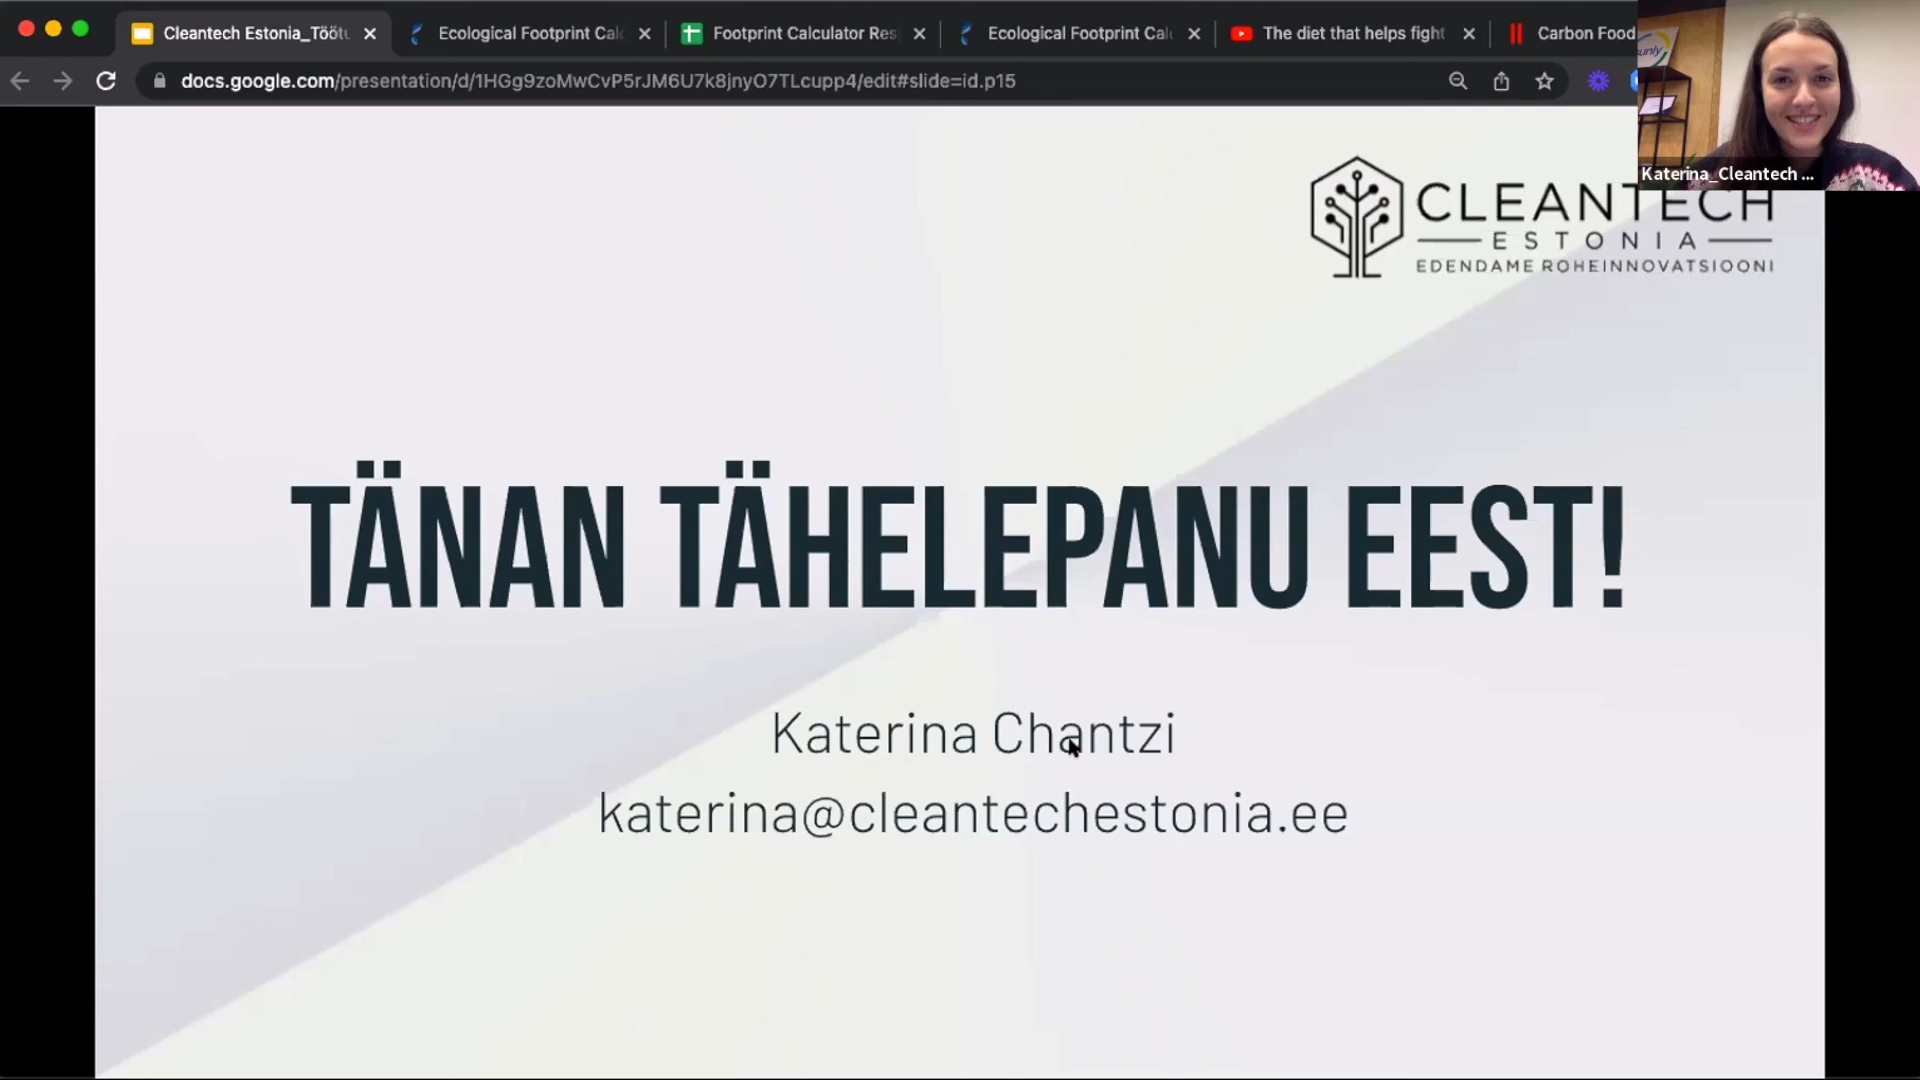 Cleantech Estonia_Töötu
Ecological Footprint Cal
Footprint Calculator Res
Ecological Footprint Cal
The diet that helps fight
Carbon Food
docs.google.com/presentation/d/1HGg9zoMwCvP5rJM6U7k8jnyO7TLcupp4/edit#slide=id.p15
sunly
Katerina_Cleantech ...
CLEANTECH
ESTONIA
EDENDAME ROHEINNOVATSIOONI
TÄNAN TÄHELEPANU EEST!
Katerina Chantzi
katerina@cleantechestonia.ee